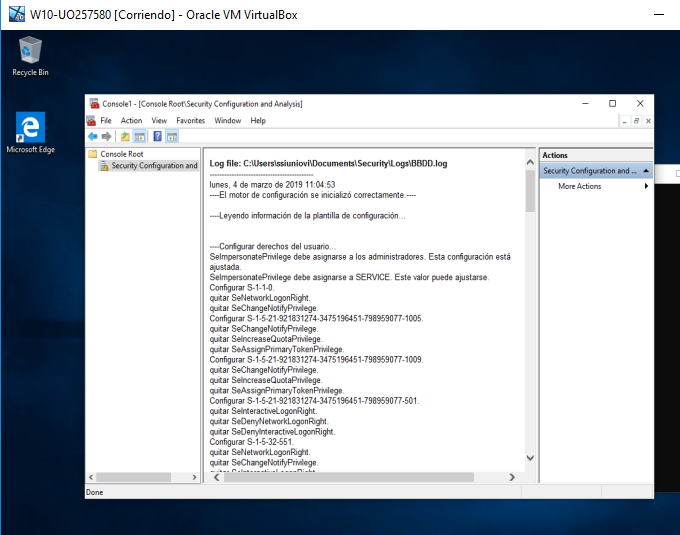 W10-UO257580 [Corriendo] - Oracle VM VirtualBox
Recycle Bin
Microsoft Edge
Console1 - [Console Root\Security Configuration and Analysis]
File Action View Favorites Window Help
Console Root
Security Configuration and
Log file: C:\Users\ssiuniovi\Documents\Security\Logs\BBDD.log
-------------------------------------------
lunes, 4 de marzo de 2019 11:04:53
----El motor de configuración se inicializó correctamente.----
----Leyendo información de la plantilla de configuración...
----Configurar derechos del usuario...
SeImpersonatePrivilege debe asignarse a los administradores. Esta configuración está
ajustada.
SeImpersonatePrivilege debe asignarse a SERVICE. Este valor puede ajustarse.
Configurar S-1-1-0.
quitar SeNetworkLogonRight.
quitar SeChangeNotifyPrivilege.
Configurar S-1-5-21-921831274-3475196451-798959077-1005.
quitar SeChangeNotifyPrivilege.
quitar SeIncreaseQuotaPrivilege.
quitar SeAssignPrimaryTokenPrivilege.
Configurar S-1-5-21-921831274-3475196451-798959077-1009.
quitar SeChangeNotifyPrivilege.
quitar SeIncreaseQuotaPrivilege.
quitar SeAssignPrimaryTokenPrivilege.
Configurar S-1-5-21-921831274-3475196451-798959077-501.
quitar SeInteractiveLogonRight.
quitar SeDenyNetworkLogonRight.
quitar SeDenyInteractiveLogonRight.
Configurar S-1-5-32-551.
quitar SeNetworkLogonRight.
quitar SeChangeNotifyPrivilege.
quitar SeInteractiveLogonRight.
Actions
Security Configuration and ...
More Actions
Done